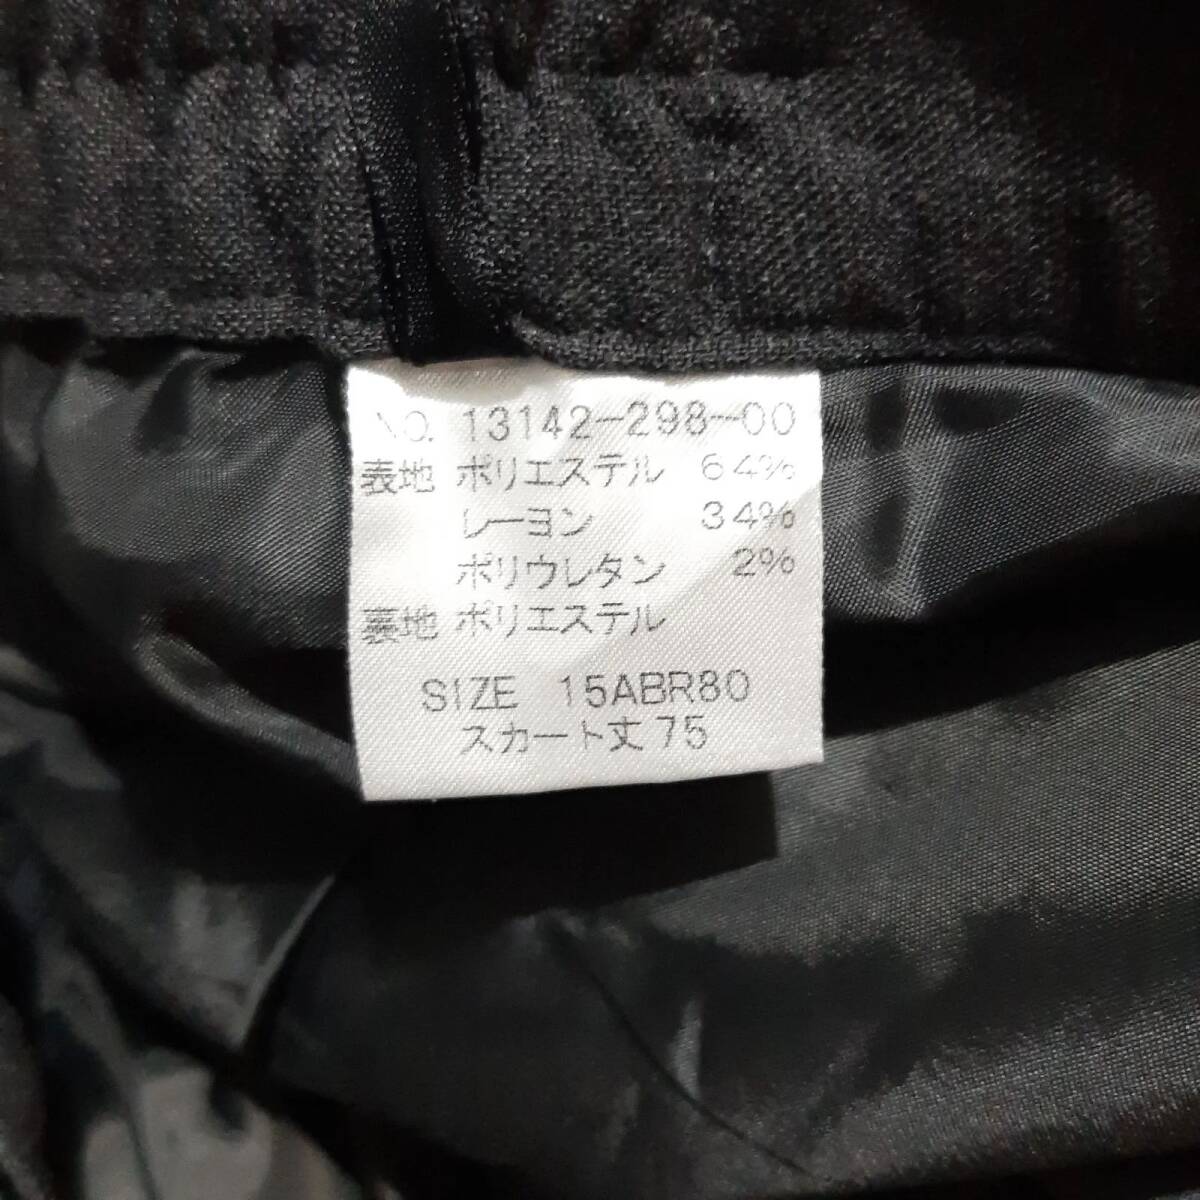 NO. 13142-298-00
表地 ポリエステル 64%
レーヨン 34%
ポリウレタン 2%
裏地 ポリエステル
SIZE 15ABR80
スカート丈75